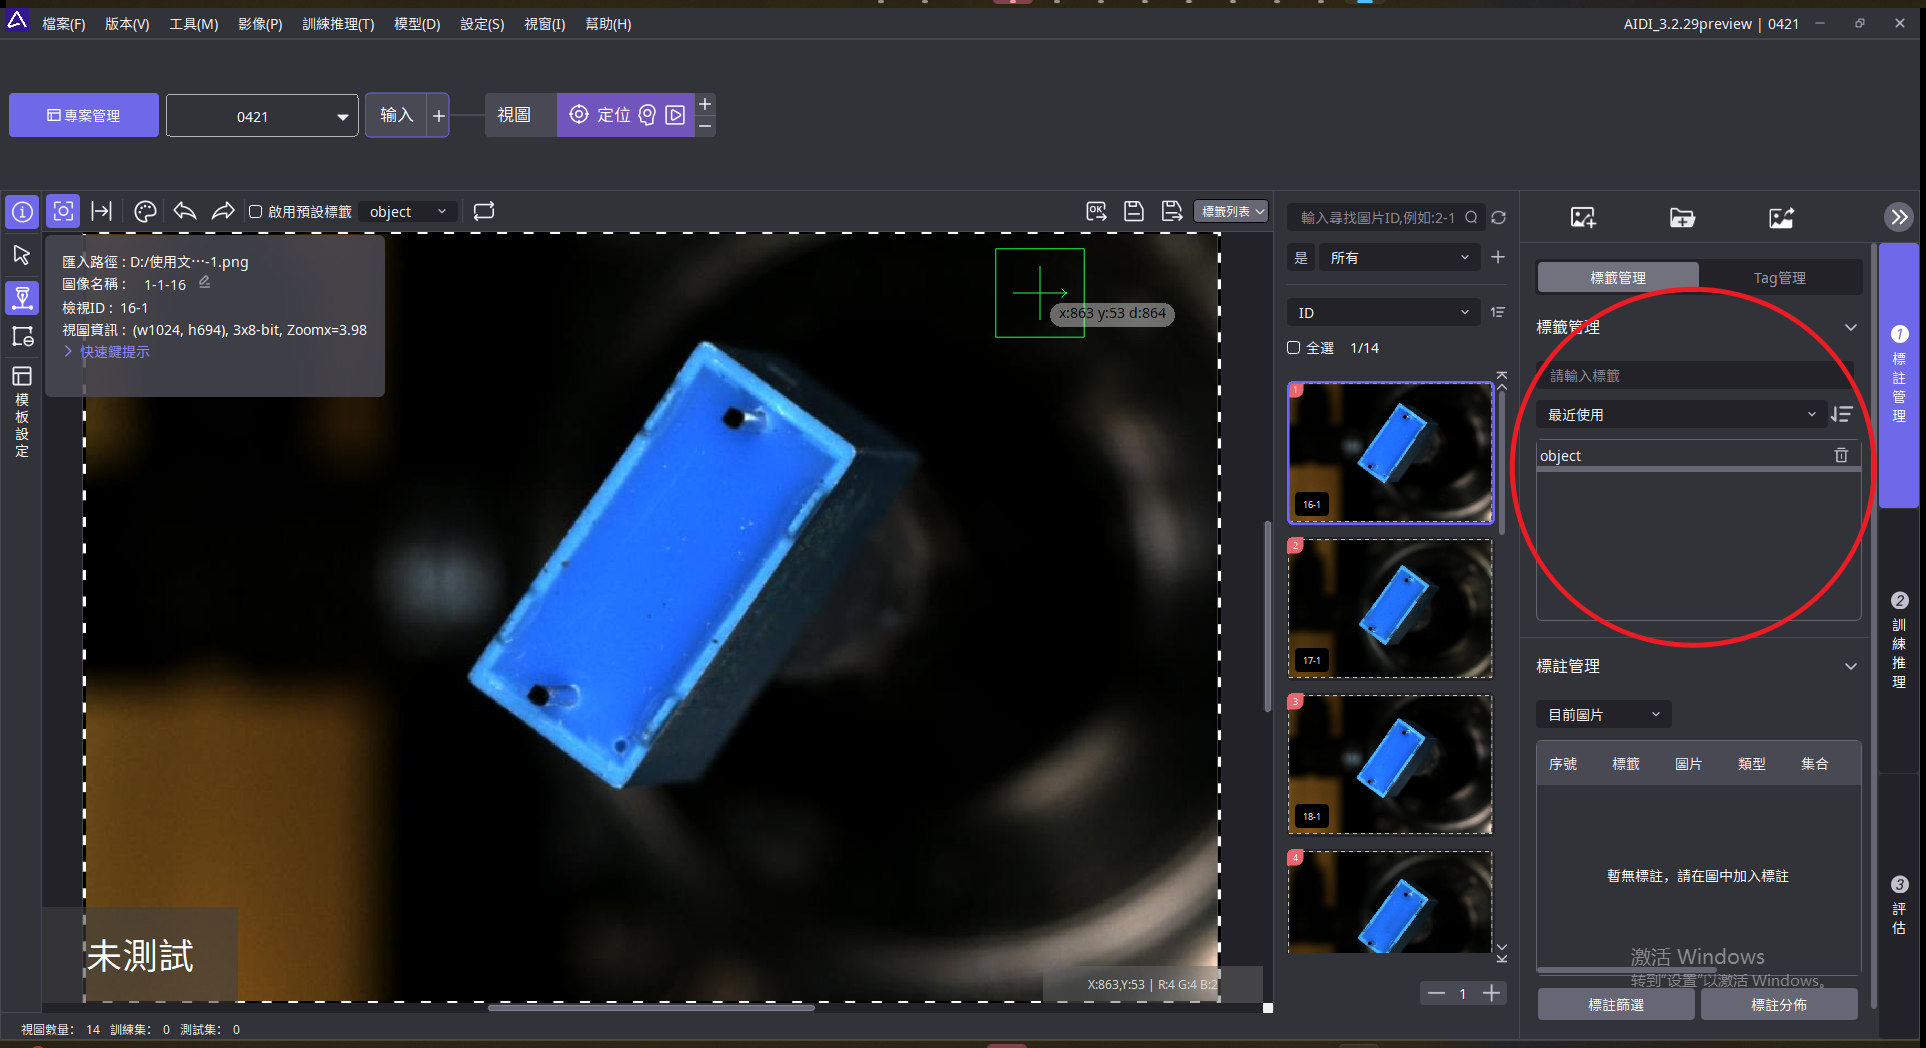 檔案(F) 版本(V) 工具(M) 影像(P) 訓練推理(T) 模型(D) 設定(S) 視窗(I) 幫助(H) AIDI_3.2.29preview | 0421
專案管理 0421 输入 + 視圖 定位
啟用預設標籤 object OK 標籤列表
匯入路徑 : D:/使用文···-1.png
圖像名稱 : 1-1-16
檢視ID : 16-1
視圖資訊 : (w1024, h694), 3x8-bit, Zoomx=3.98
快速鍵提示
模板設定
x:863 y:53 d:864
未測試
X:863,Y:53 | R:4 G:4 B:2
輸入尋找圖片ID,例如:2-1
是 所有
ID
全選 1/14
1
16-1
2
17-1
3
18-1
4
1
標籤管理 Tag管理
標籤管理
請輸入標籤
最近使用
object
標註管理
目前圖片
序號 標籤 圖片 類型 集合
暫無標註，請在圖中加入標註
激活 Windows
转到"设置"以激活 Windows。
標註篩選 標註分佈
1 標註管理
2 訓練推理
3 評估
視圖數量： 14 訓練集： 0 測試集： 0